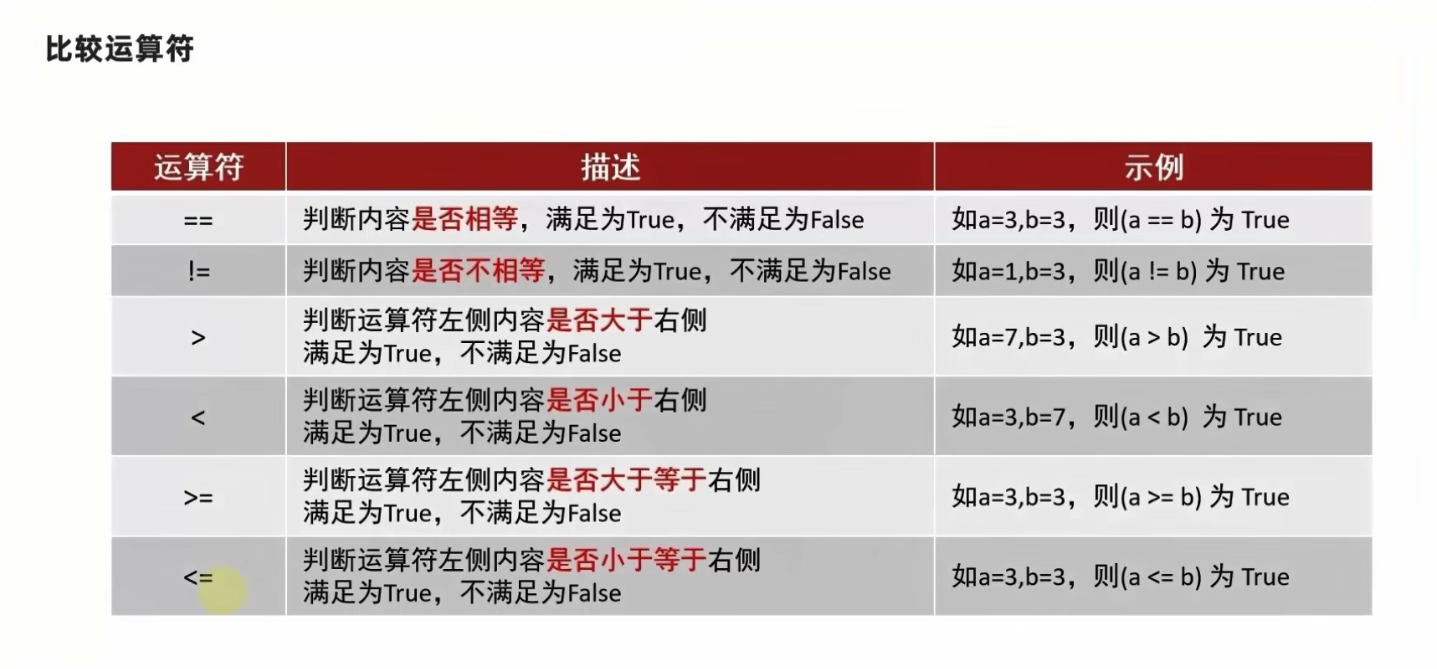 比较运算符
运算符 描述 示例
== 判断内容是否相等，满足为True，不满足为False 如a=3,b=3，则(a == b) 为 True
!= 判断内容是否不相等，满足为True，不满足为False 如a=1,b=3，则(a != b) 为 True
> 判断运算符左侧内容是否大于右侧
满足为True，不满足为False 如a=7,b=3，则(a > b) 为 True
< 判断运算符左侧内容是否小于右侧
满足为True，不满足为False 如a=3,b=7，则(a < b) 为 True
>= 判断运算符左侧内容是否大于等于右侧
满足为True，不满足为False 如a=3,b=3，则(a >= b) 为 True
<= 判断运算符左侧内容是否小于等于右侧
满足为True，不满足为False 如a=3,b=3，则(a <= b) 为 True